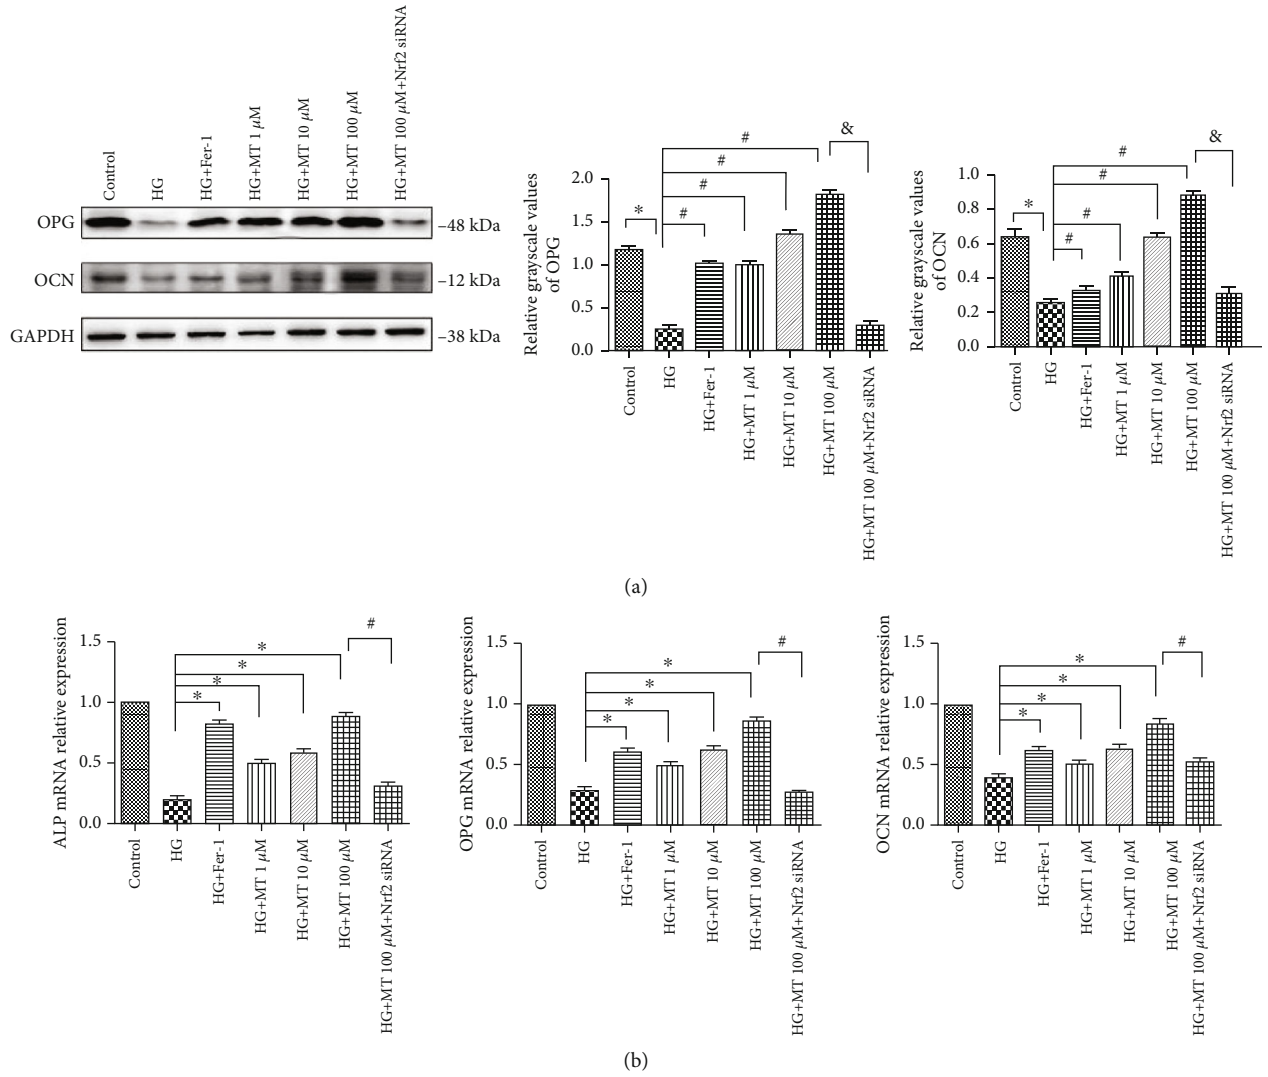 Control
HG
HG+Fer-1
HG+MT 1 μM
HG+MT 10 μM
HG+MT 100 μM
HG+MT 100 μM+Nrf2 siRNA
OPG
–48 kDa
OCN
–12 kDa
GAPDH
–38 kDa
Relative grayscale values
of OPG
2.0
1.5
1.0
0.5
0.0
*
#
#
#
#
&
Control
HG
HG+Fer-1
HG+MT 1 μM
HG+MT 10 μM
HG+MT 100 μM
HG+MT 100 μM+Nrf2 siRNA
Relative grayscale values
of OCN
1.0
0.8
0.6
0.4
0.2
0.0
*
#
#
#
#
&
Control
HG
HG+Fer-1
HG+MT 1 μM
HG+MT 10 μM
HG+MT 100 μM
HG+MT 100 μM+Nrf2 siRNA
(a)
ALP mRNA relative expression
1.5
1.0
0.5
0.0
*
*
*
*
#
Control
HG
HG+Fer-1
HG+MT 1 μM
HG+MT 10 μM
HG+MT 100 μM
HG+MT 100 μM+Nrf2 siRNA
OPG mRNA relative expression
1.5
1.0
0.5
0.0
*
*
*
*
#
Control
HG
HG+Fer-1
HG+MT 1 μM
HG+MT 10 μM
HG+MT 100 μM
HG+MT 100 μM+Nrf2 siRNA
OCN mRNA relative expression
1.5
1.0
0.5
0.0
*
*
*
*
#
Control
HG
HG+Fer-1
HG+MT 1 μM
HG+MT 10 μM
HG+MT 100 μM
HG+MT 100 μM+Nrf2 siRNA
(b)